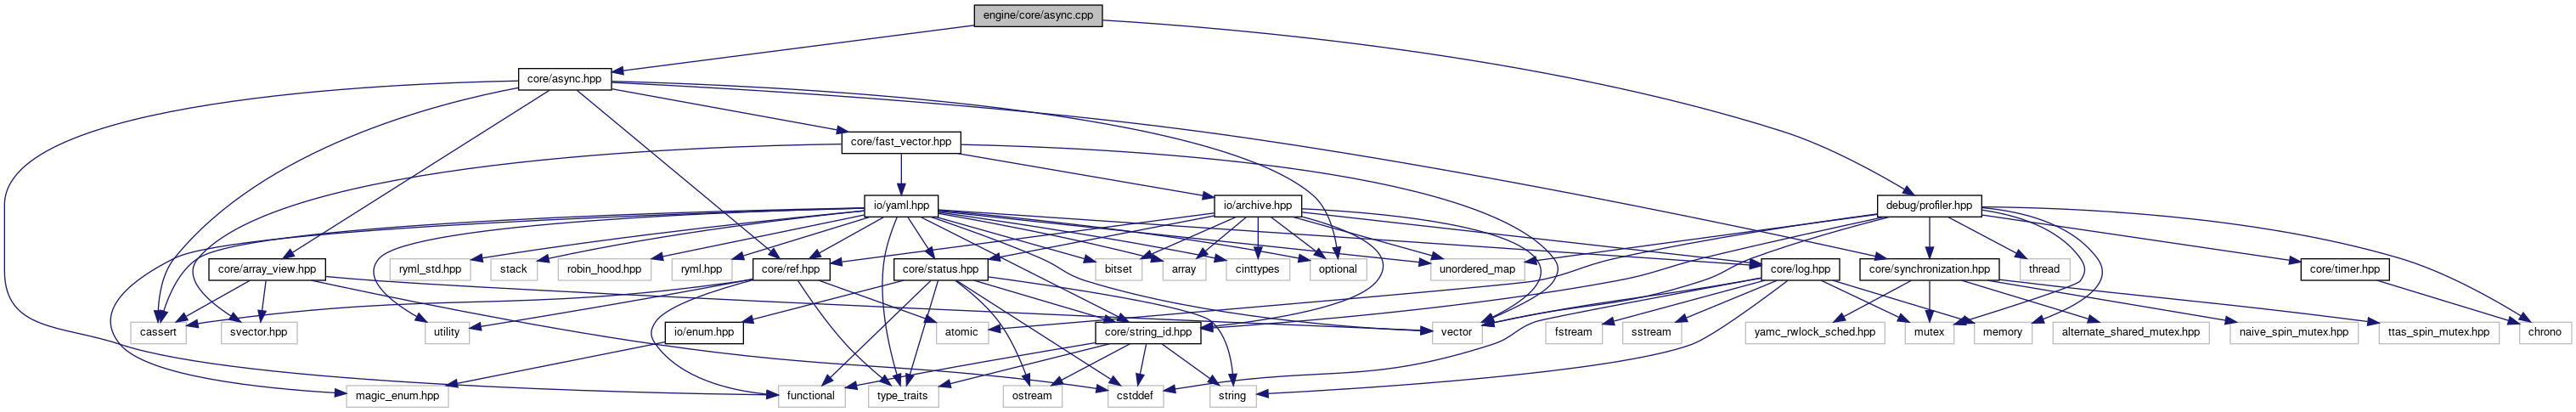 engine/core/async.cpp
core/async.hpp
core/fast_vector.hpp
io/yaml.hpp
io/archive.hpp
debug/profiler.hpp
core/array_view.hpp
ryml_std.hpp
stack
robin_hood.hpp
ryml.hpp
core/ref.hpp
core/status.hpp
bitset
array
cinttypes
optional
unordered_map
core/log.hpp
core/synchronization.hpp
thread
core/timer.hpp
cassert
svector.hpp
utility
io/enum.hpp
atomic
core/string_id.hpp
vector
fstream
sstream
yamc_rwlock_sched.hpp
mutex
memory
alternate_shared_mutex.hpp
naive_spin_mutex.hpp
ttas_spin_mutex.hpp
chrono
magic_enum.hpp
functional
type_traits
ostream
cstddef
string